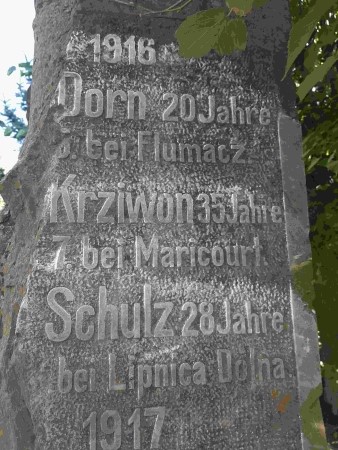 1916
Dorn 20 Jahre
5. bei Flumacz.
Krziwon 35 Jahre
7. bei Maricourt.
Schulz 28 Jahre
bei Lipnica Dolna
1917